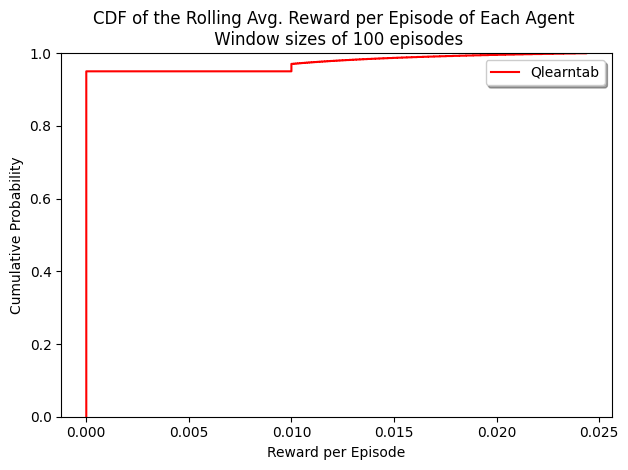 CDF of the Rolling Avg. Reward per Episode of Each Agent
Window sizes of 100 episodes
Qlearntab
Cumulative Probability
1.0
0.8
0.6
0.4
0.2
0.0
0.000
0.005
0.010
0.015
0.020
0.025
Reward per Episode